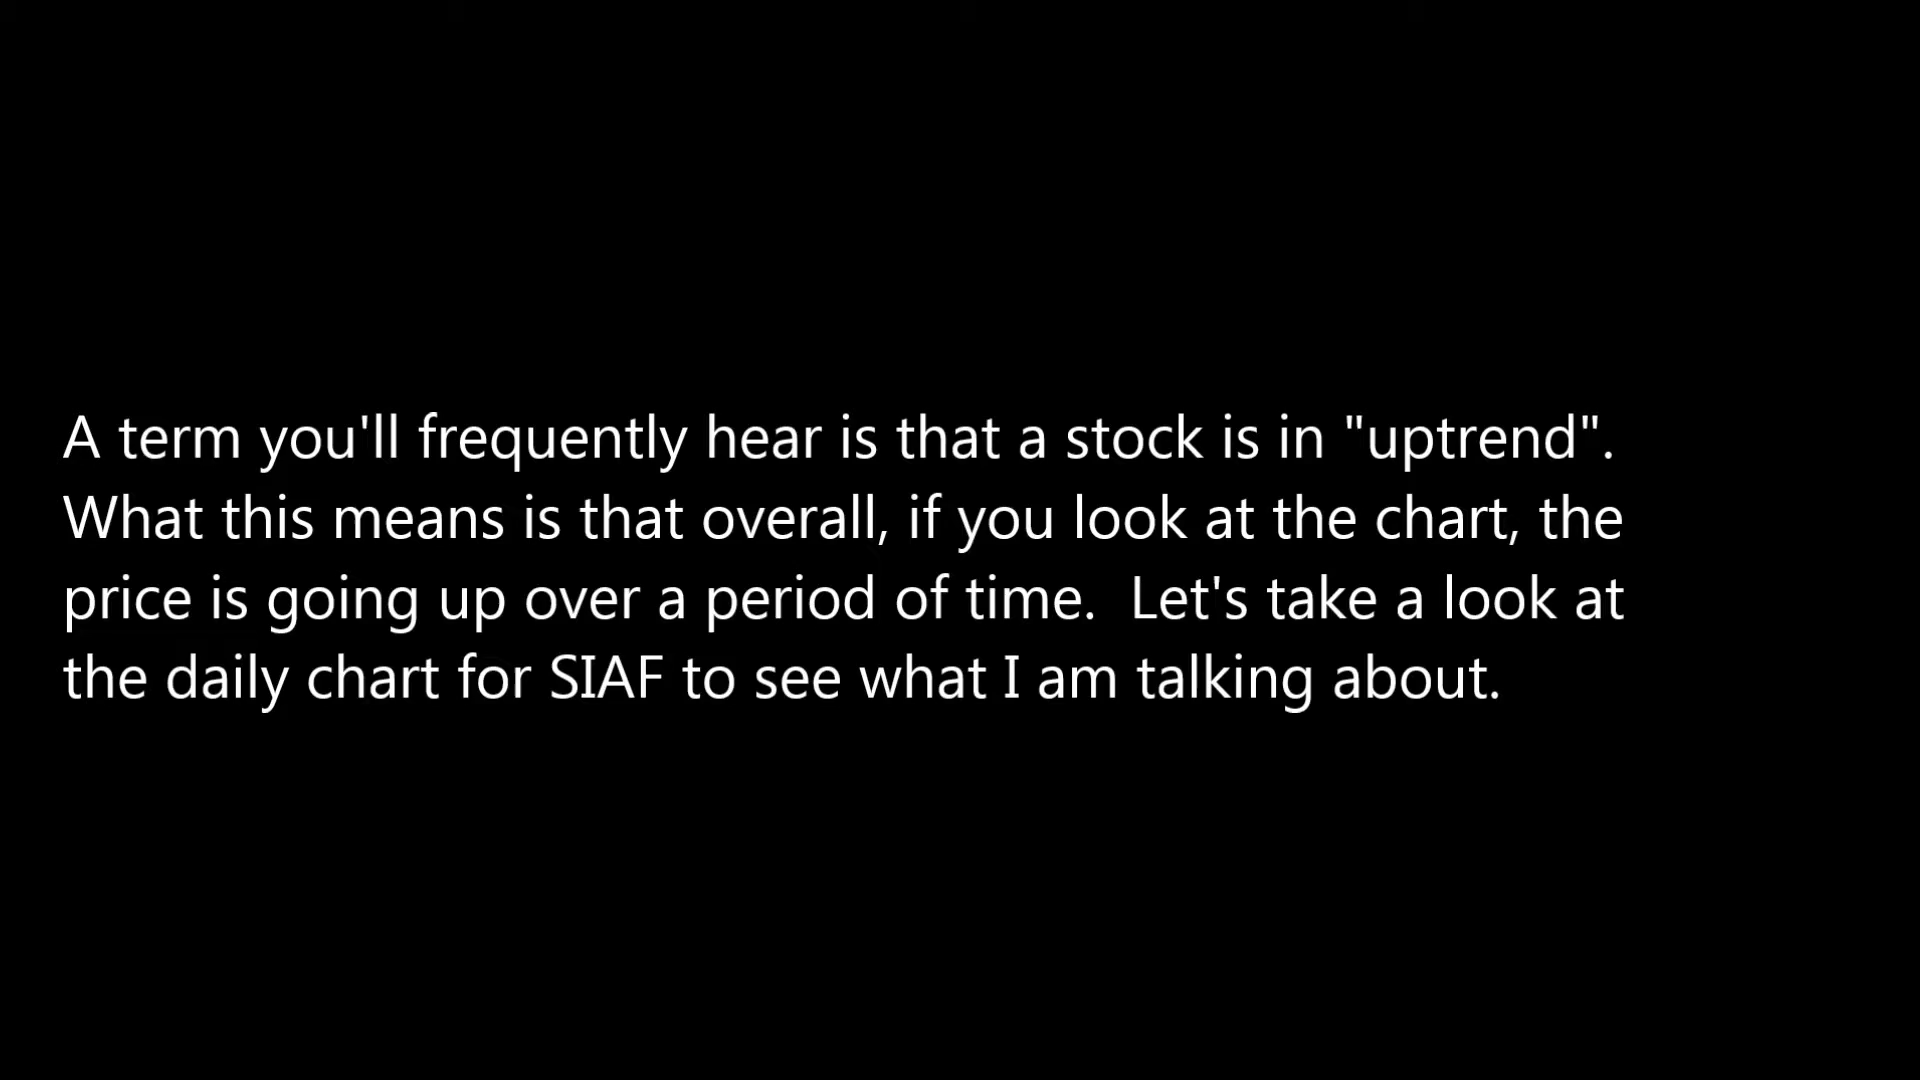 A term you'll frequently hear is that a stock is in "uptrend".
What this means is that overall, if you look at the chart, the
price is going up over a period of time.  Let's take a look at
the daily chart for SIAF to see what I am talking about.